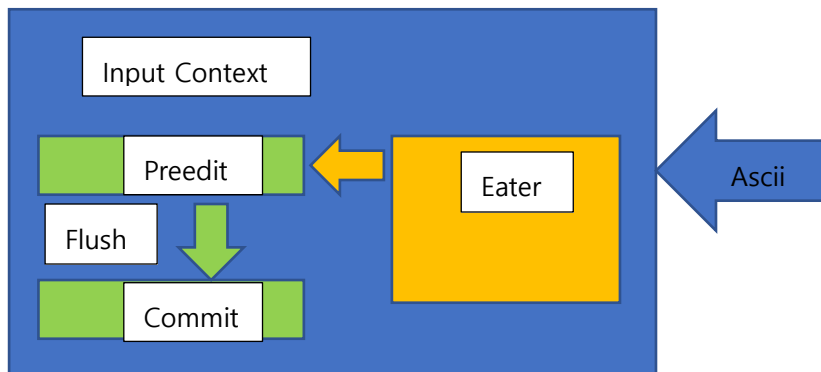 Input Context
Preedit
Eater
Ascii
Flush
Commit